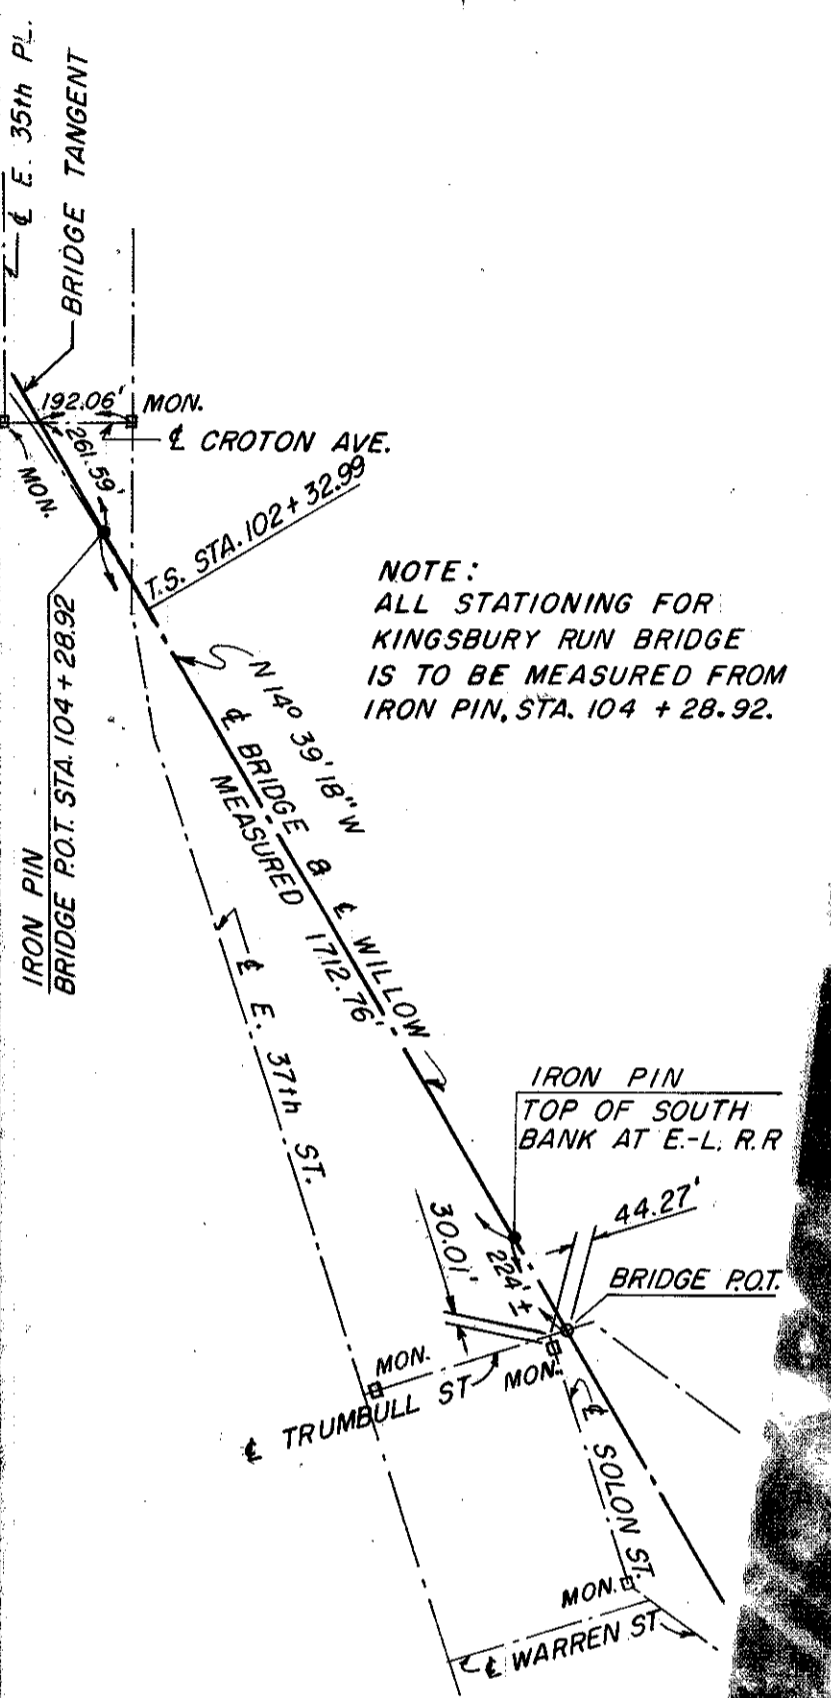 ℄ E. 35th PL.
BRIDGE TANGENT
192.06' MON.
℄ CROTON AVE.
261.59'
MON.
T.S. STA. 102 + 32.99
IRON PIN
BRIDGE P.O.T. STA. 104 + 28.92
NOTE:
ALL STATIONING FOR
KINGSBURY RUN BRIDGE
IS TO BE MEASURED FROM
IRON PIN, STA. 104 + 28.92.
N 14° 39' 18" W
℄ BRIDGE & ℄ WILLOW
MEASURED 1712.76'
℄ E. 37th ST.
IRON PIN
TOP OF SOUTH
BANK AT E.-L. R.R
44.27'
30.01'
224' ±
BRIDGE P.O.T.
MON.
MON.
℄ TRUMBULL ST
℄ SOLON ST.
MON.
℄ WARREN ST.